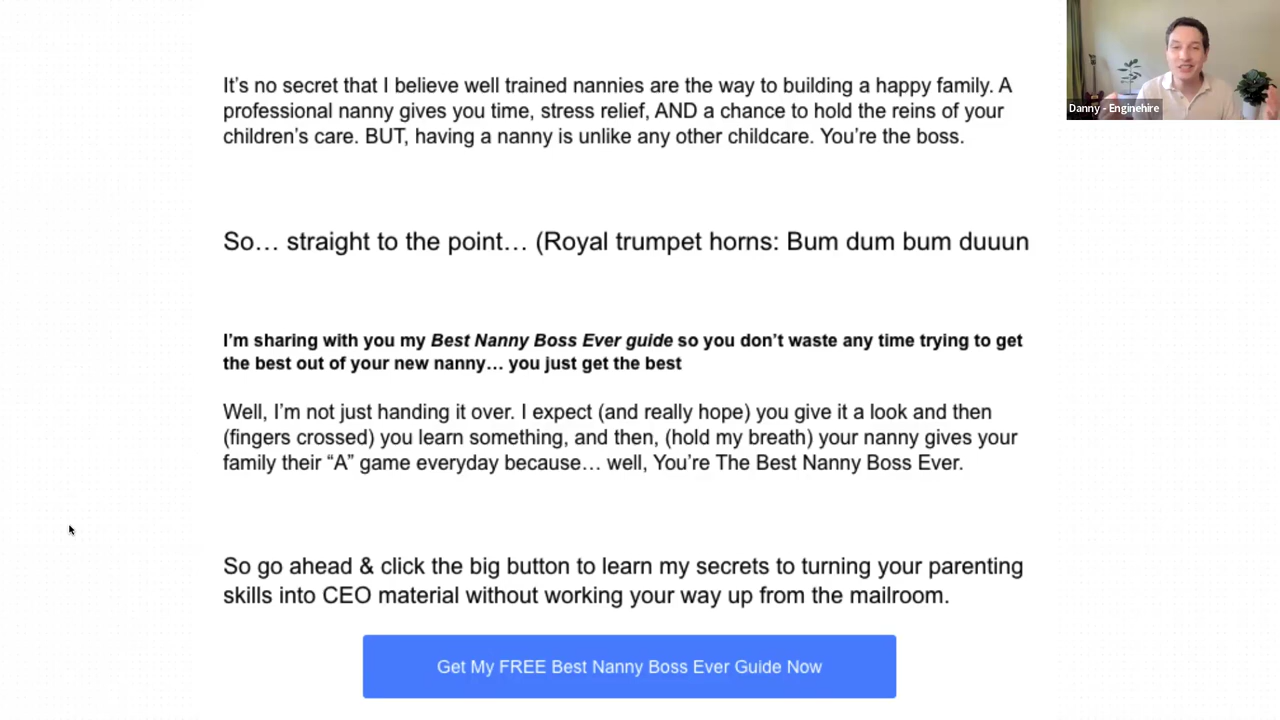 It’s no secret that I believe well trained nannies are the way to building a happy family. A
professional nanny gives you time, stress relief, AND a chance to hold the reins of your
children’s care. BUT, having a nanny is unlike any other childcare. You’re the boss.
So… straight to the point… (Royal trumpet horns: Bum dum bum duuun
I’m sharing with you my Best Nanny Boss Ever guide so you don’t waste any time trying to get
the best out of your new nanny… you just get the best
Well, I’m not just handing it over. I expect (and really hope) you give it a look and then
(fingers crossed) you learn something, and then, (hold my breath) your nanny gives your
family their “A” game everyday because… well, You’re The Best Nanny Boss Ever.
So go ahead & click the big button to learn my secrets to turning your parenting
skills into CEO material without working your way up from the mailroom.
Get My FREE Best Nanny Boss Ever Guide Now
Danny - Enginehire